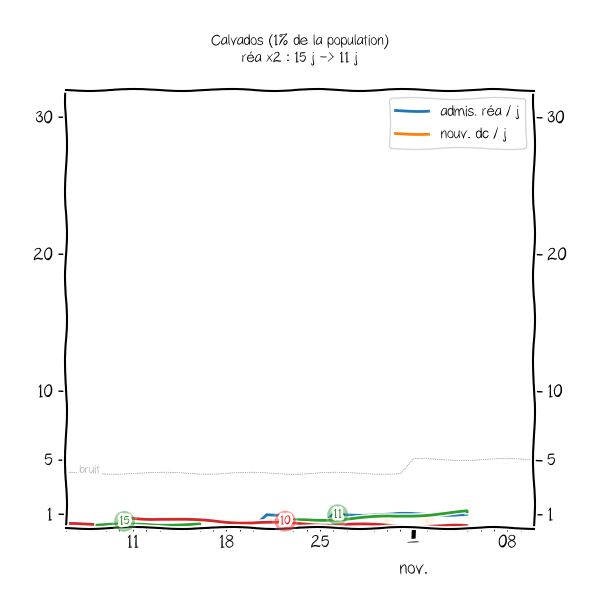 Calvados (1% de la population)
réa x2 : 15 j -> 11 j
admis. réa / j
nouv. dc / j
30
30
20
20
10
10
5
5
bruit
1
1
15
10
11
11
18
25
08
nov.